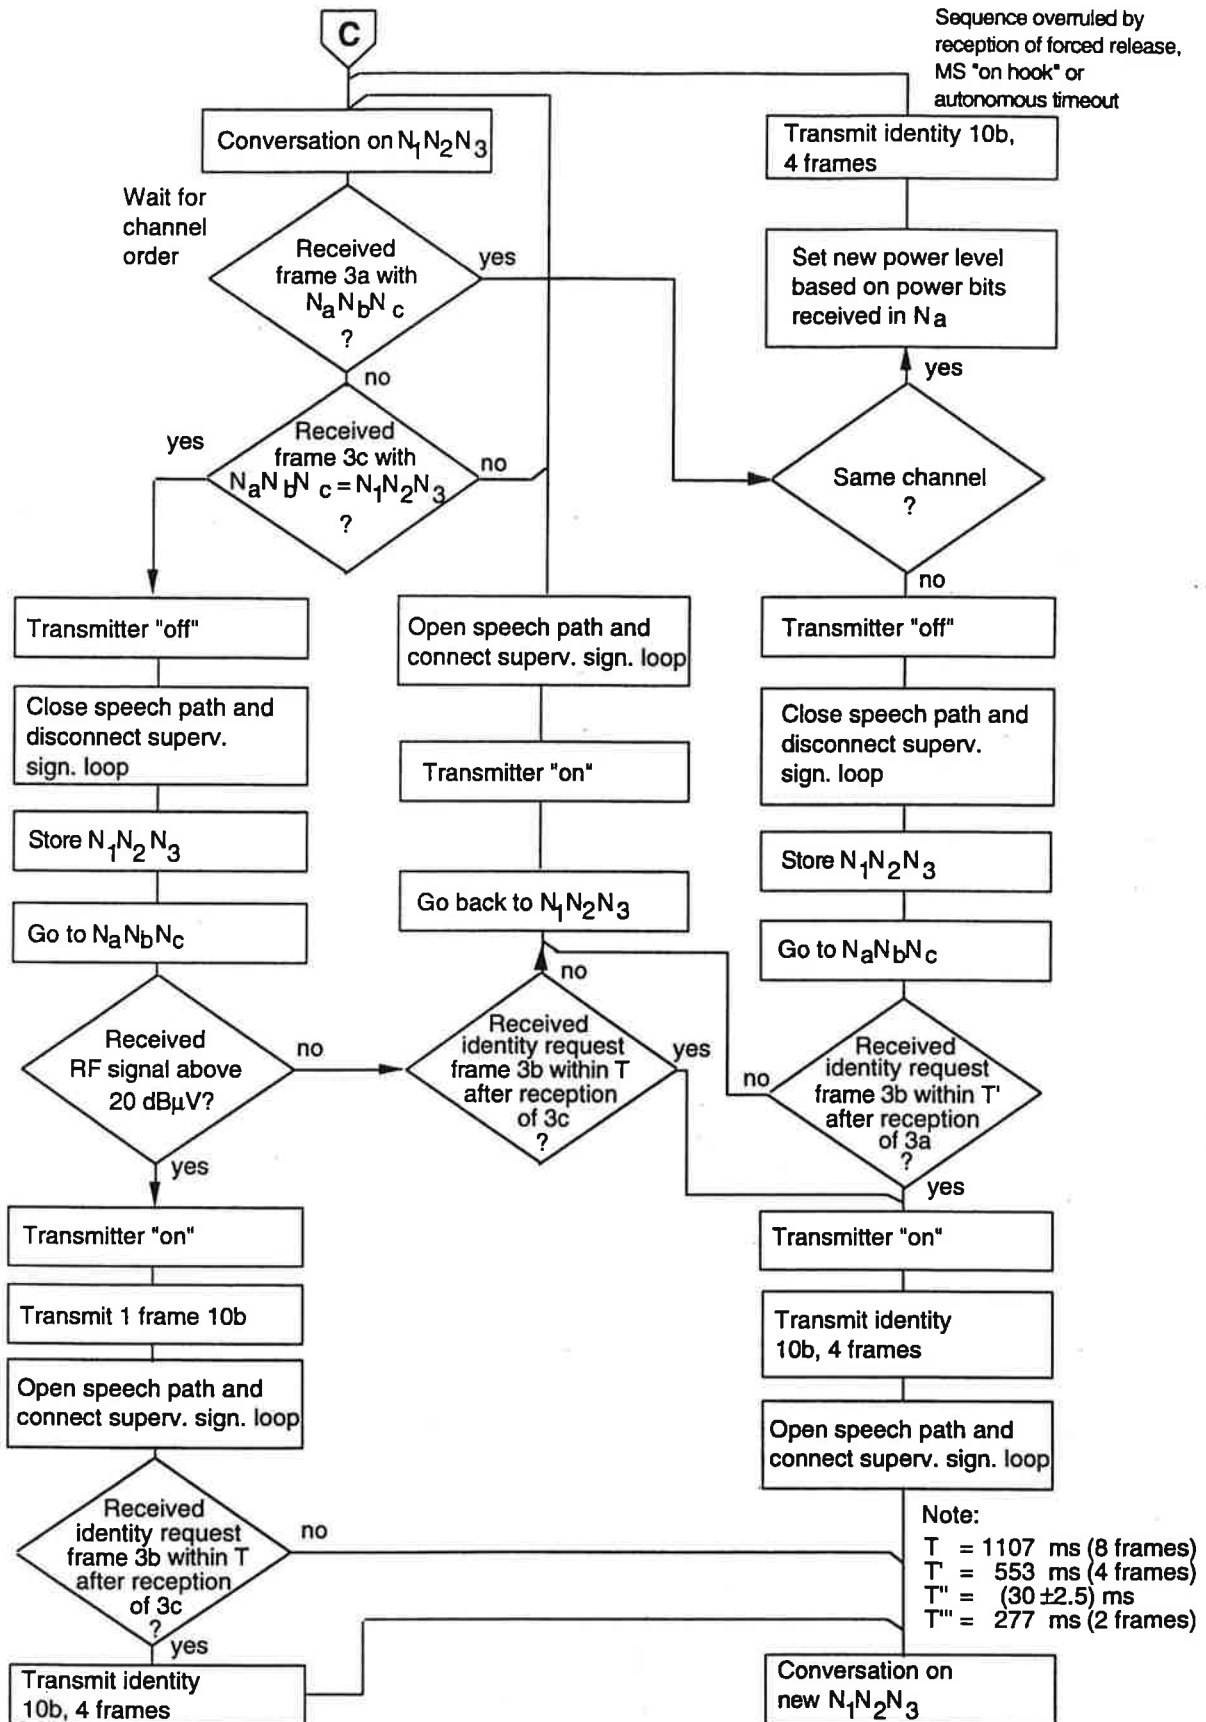 C
Sequence overruled by
reception of forced release,
MS "on hook" or
autonomous timeout
Conversation on N1N2N3
Transmit identity 10b,
4 frames
Wait for
channel
order
Received
frame 3a with
NaNbNc
?
yes
no
Set new power level
based on power bits
received in Na
yes
Received
frame 3c with
NaNbNc = N1N2N3
?
yes
no
Same channel
?
no
Transmitter "off"
Close speech path and
disconnect superv.
sign. loop
Store N1N2N3
Go to NaNbNc
Open speech path and
connect superv. sign. loop
Transmitter "on"
Go back to N1N2N3
Transmitter "off"
Close speech path and
disconnect superv.
sign. loop
Store N1N2N3
Go to NaNbNc
Received
RF signal above
20 dBµV?
no
yes
no
Received
identity request
frame 3b within T
after reception
of 3c
?
yes
no
Received
identity request
frame 3b within T'
after reception
of 3a
?
yes
Transmitter "on"
Transmit 1 frame 10b
Open speech path and
connect superv. sign. loop
Transmitter "on"
Transmit identity
10b, 4 frames
Open speech path and
connect superv. sign. loop
Received
identity request
frame 3b within T
after reception
of 3c
?
no
yes
Note:
T = 1107 ms (8 frames)
T' = 553 ms (4 frames)
T" = (30 ±2.5) ms
T"' = 277 ms (2 frames)
Transmit identity
10b, 4 frames
Conversation on
new N1N2N3